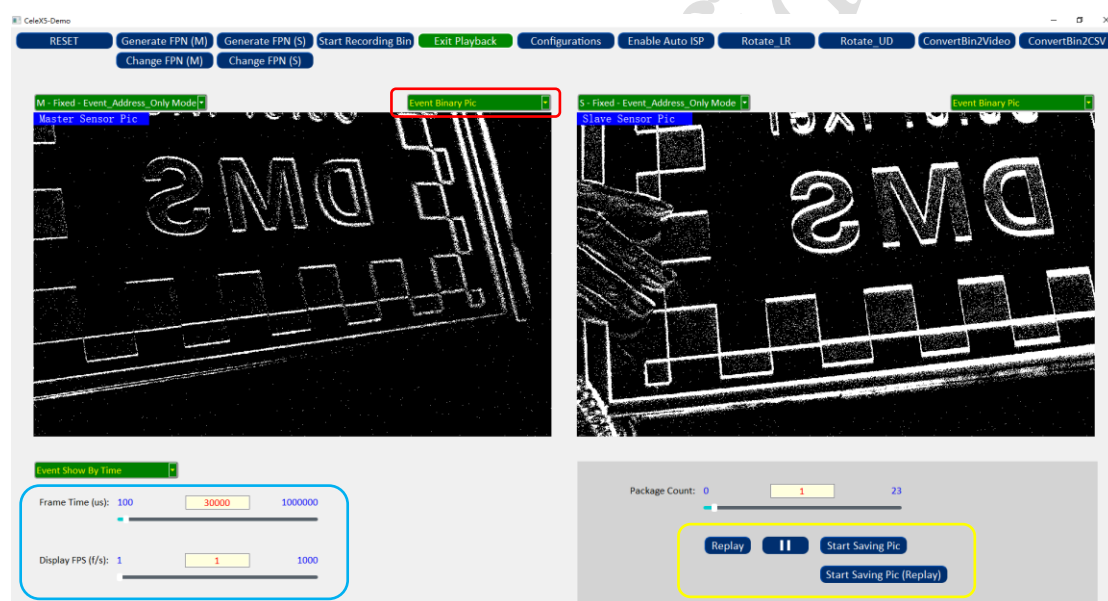 CeleX5-Demo
RESET Generate FPN (M) Generate FPN (S) Start Recording Bin Exit Playback Configurations Enable Auto ISP Rotate_LR Rotate_UD ConvertBin2Video ConvertBin2CSV
Change FPN (M) Change FPN (S)
M - Fixed - Event_Address_Only Mode Event Binary Pic S - Fixed - Event_Address_Only Mode Event Binary Pic
Master Sensor Pic Slave Sensor Pic
DMS DMS
Event Show By Time
Frame Time (us): 100 30000 1000000
Package Count: 0 1 23
Replay Start Saving Pic
Display FPS (f/s): 1 1 1000
Start Saving Pic (Replay)